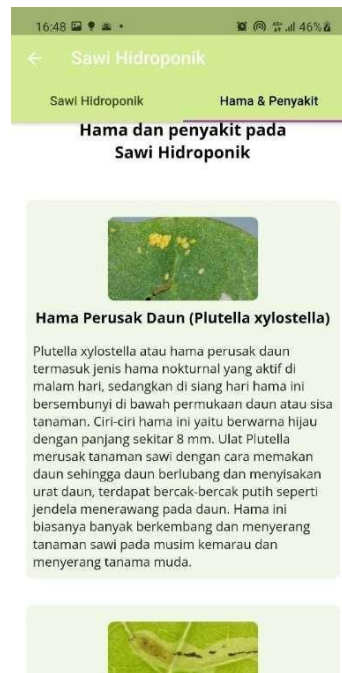 16:48
46%
Sawi Hidroponik
Sawi Hidroponik
Hama & Penyakit
Hama dan penyakit pada
Sawi Hidroponik
Hama Perusak Daun (Plutella xylostella)
Plutella xylostella atau hama perusak daun
termasuk jenis hama nokturnal yang aktif di
malam hari, sedangkan di siang hari hama ini
bersembunyi di bawah permukaan daun atau sisa
tanaman. Ciri-ciri hama ini yaitu berwarna hijau
dengan panjang sekitar 8 mm. Ulat Plutella
merusak tanaman sawi dengan cara memakan
daun sehingga daun berlubang dan menyisakan
urat daun, terdapat bercak-bercak putih seperti
jendela menerawang pada daun. Hama ini
biasanya banyak berkembang dan menyerang
tanaman sawi pada musim kemarau dan
menyerang tanama muda.